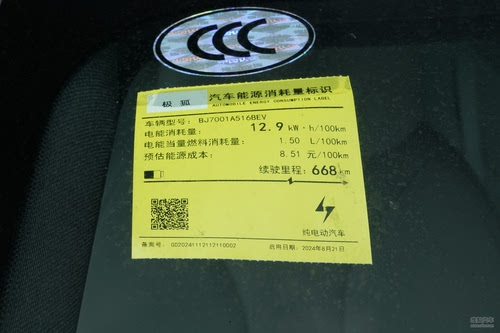 CCC
极狐 汽车能源消耗量标识
AUTOMOBILE ENERGY CONSUMPTION LABEL
车辆型号: BJ7001A516BEV
电能消耗量: 12.9 kW·h/100km
电能当量燃料消耗量: 1.50 L/100km
预估能源成本: 8.51 元/100km
续驶里程: 668km
纯电动汽车
备案号: GD20241112112110002 启用日期: 2024年8月21日